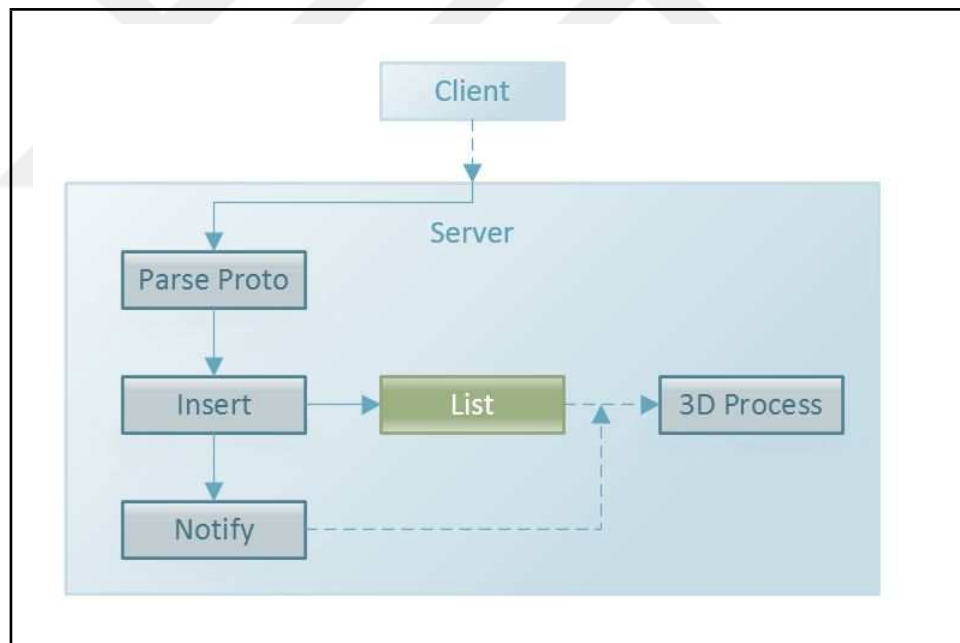 Client
Server
Parse Proto
Insert
List
3D Process
Notify